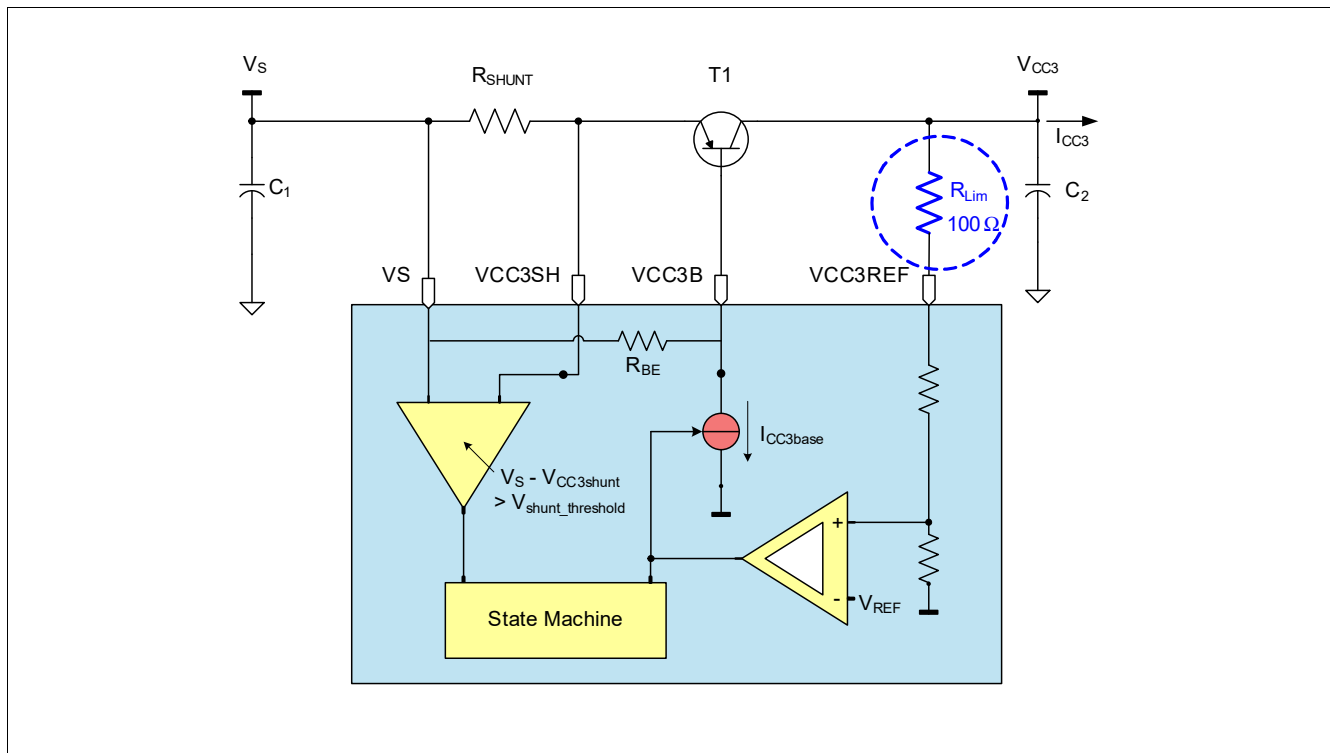 VS
RSHUNT
T1
VCC3
ICC3
C1
RLim
100 Ω
C2
VS
VCC3SH
VCC3B
VCC3REF
RBE
ICC3base
VS - VCC3shunt
> Vshunt_threshold
+
-
VREF
State Machine